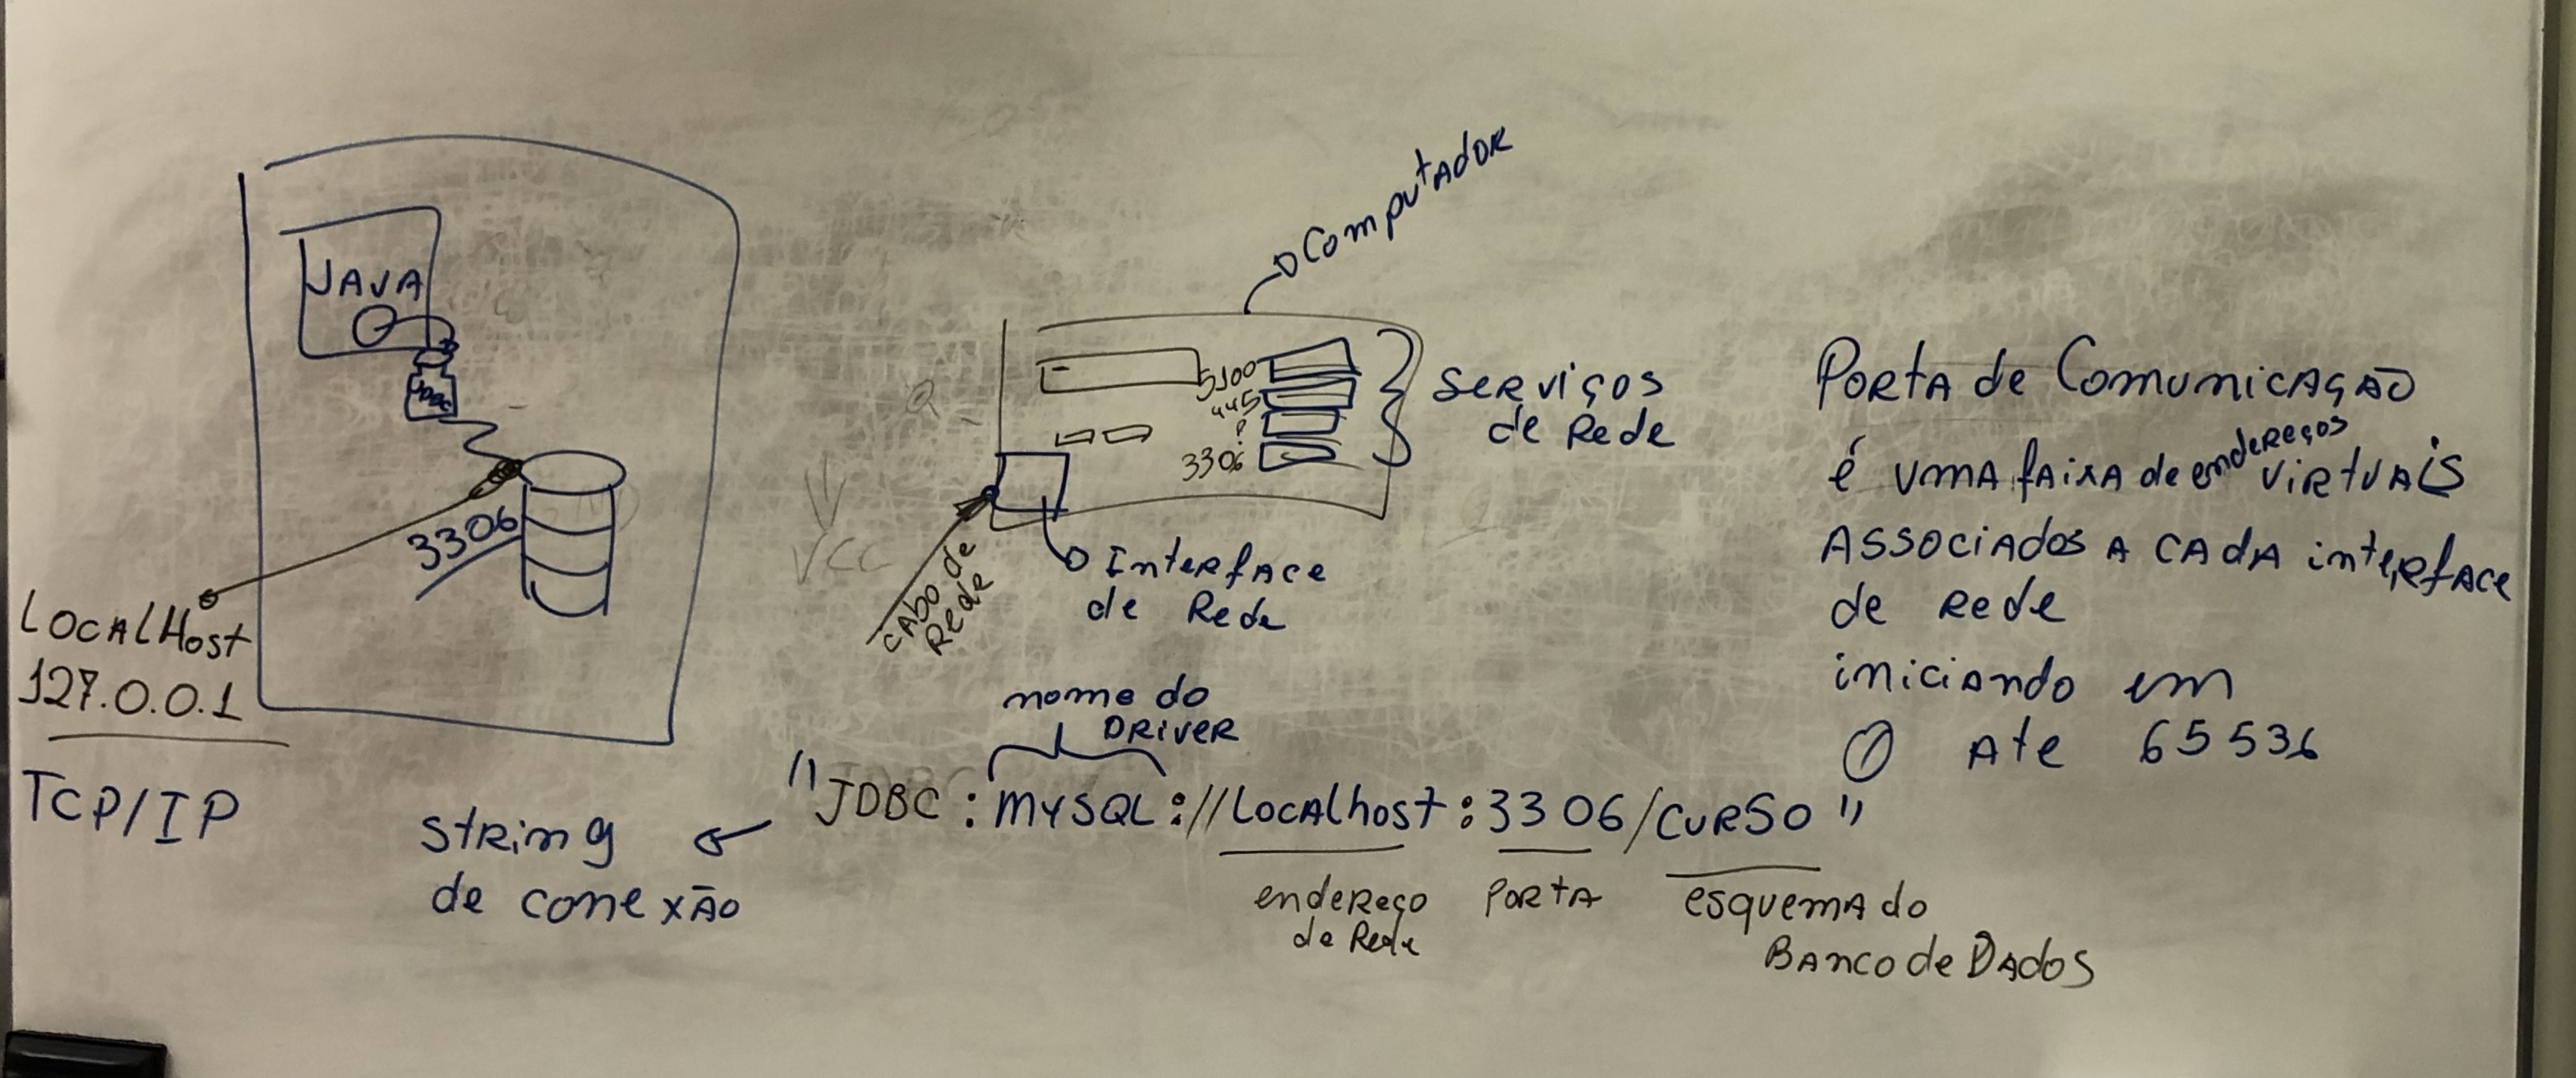 JAVA
JDBC
3306
LOCALHost
127.0.0.1
TCP/IP
Computador
5100
445
3306
serviços
de Rede
Interface
de Rede
cabo de
Rede
nome do
DRIVER
"JDBC:MYSQL://localhost:3306/CURSO"
string
de conexão
endereço
de Rede
Porta
esquema do
Banco de Dados
Porta de Comunicação
é uma faixa de endereços virtuais
Associados a cada interface
de rede
iniciando em
0 Ate 65536